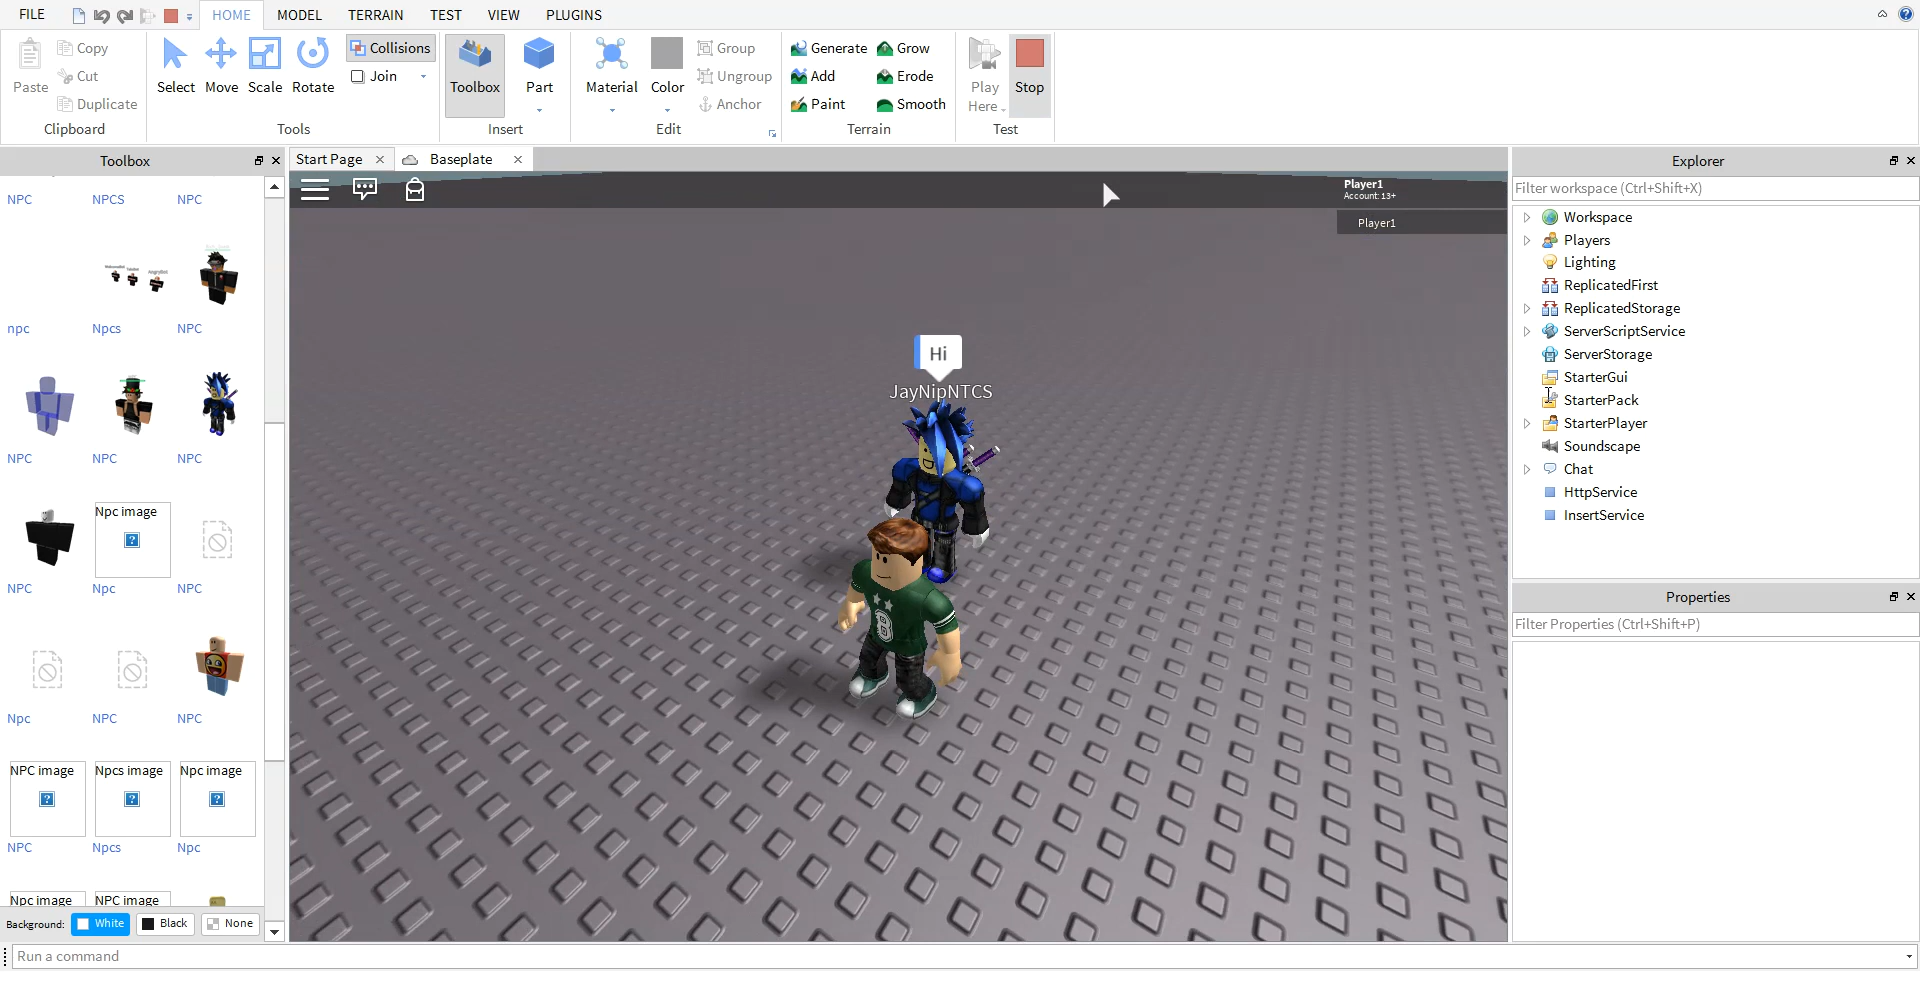 FILE HOME MODEL TERRAIN TEST VIEW PLUGINS
Paste
Copy
Cut
Duplicate
Clipboard
Select Move Scale Rotate
Collisions
Join
Tools
Toolbox Part
Insert
Material Color
Group
Ungroup
Anchor
Edit
Generate Grow
Add Erode
Paint Smooth
Terrain
Play
Here
Stop
Test
Toolbox
NPC NPCS NPC
npc Npcs NPC
NPC NPC NPC
Npc image
NPC Npc NPC
Npc NPC NPC
NPC image Npcs image Npc image
NPC Npcs Npc
Npc image NPC image
Background: White Black None
Start Page Baseplate
Player1
Account: 13+
Player1
Hi
JayNipNTCS
8
Explorer
Filter workspace (Ctrl+Shift+X)
Workspace
Players
Lighting
ReplicatedFirst
ReplicatedStorage
ServerScriptService
ServerStorage
StarterGui
StarterPack
StarterPlayer
Soundscape
Chat
HttpService
InsertService
Properties
Filter Properties (Ctrl+Shift+P)
Run a command